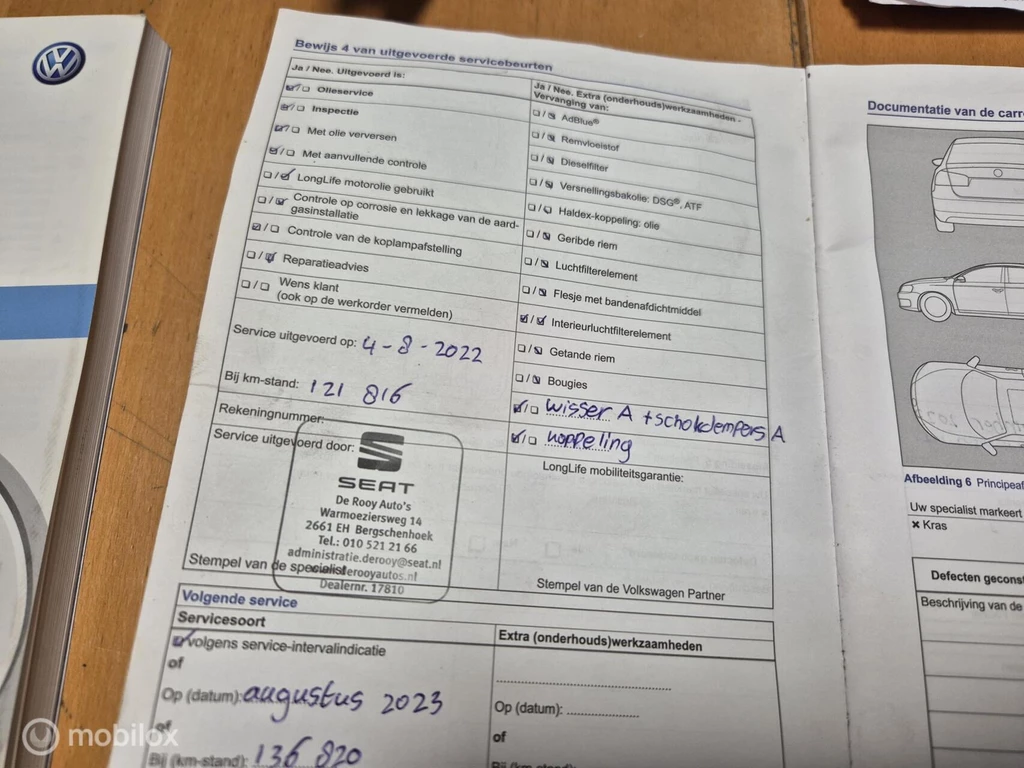 Bewijs 4 van uitgevoerde servicebeurten
Ja / Nee. Uitgevoerd is:
Olieservice
Inspectie
Met olie verversen
Met aanvullende controle
LongLife motorolie gebruikt
Controle op corrosie en lekkage van de aard-
gasinstallatie
Controle van de koplampafstelling
Reparatieadvies
Wens klant
(ook op de werkorder vermelden)
Service uitgevoerd op: 4-8-2022
Bij km-stand: 121 816
Rekeningnummer:
Service uitgevoerd door:
SEAT
De Rooy Auto's
Warmoeziersweg 14
2661 EH Bergschenhoek
Tel.: 010 521 21 66
administratie.derooy@seat.nl
Dealernr. 17810
Stempel van de specialist
Ja / Nee. Extra (onderhouds)werkzaamheden -
Vervanging van:
AdBlue®
Remvloeistof
Dieselfilter
Versnellingsbakolie: DSG®, ATF
Haldex-koppeling: olie
Geribde riem
Luchtfilterelement
Flesje met bandenafdichtmiddel
Interieurluchtfilterelement
Getande riem
Bougies
wisser A + schokdempers A
koppeling
LongLife mobiliteitsgarantie:
Stempel van de Volkswagen Partner
Volgende service
Servicesoort
volgens service-intervalindicatie
of
Op (datum): augustus 2023
of
Bij (km-stand): 136 820
Extra (onderhouds)werkzaamheden
Op (datum):
of
Documentatie van de carr
Afbeelding 6 Principeaf
Uw specialist markeert
× Kras
Defecten geconst
Beschrijving van de
mobilox